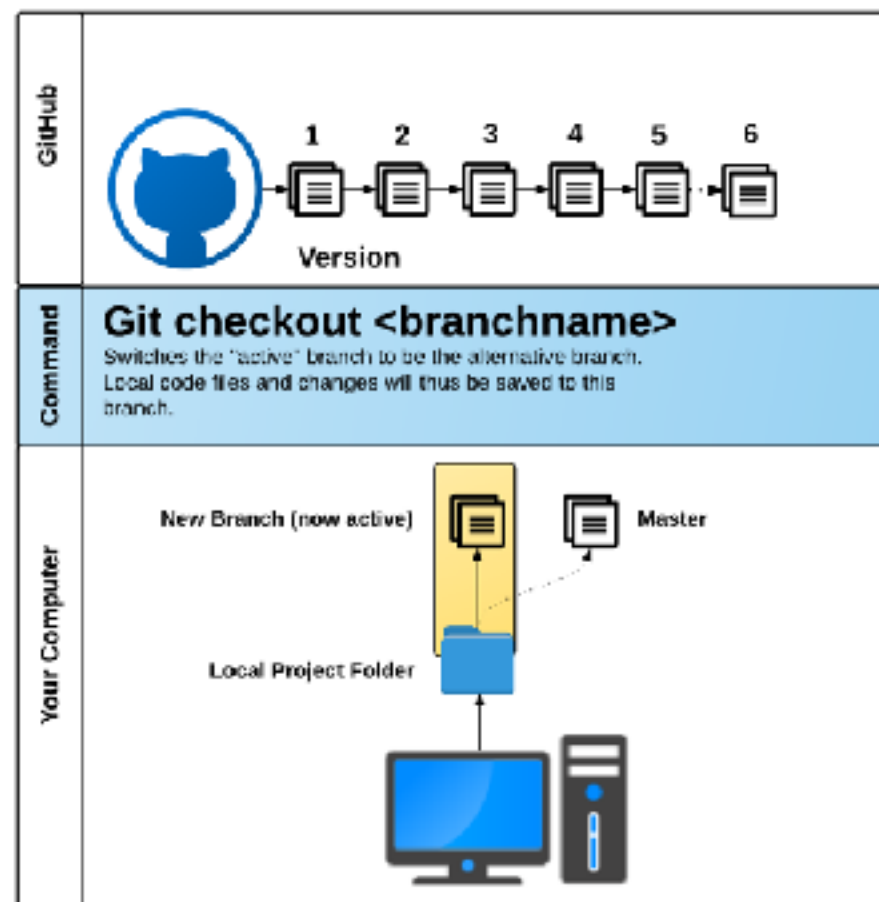 GitHub
1 2 3 4 5 6
Version
Command
Git checkout <branchname>
Switches the "active" branch to be the alternative branch.
Local code files and changes will thus be saved to this
branch.
Your Computer
New Branch (now active)
Master
Local Project Folder